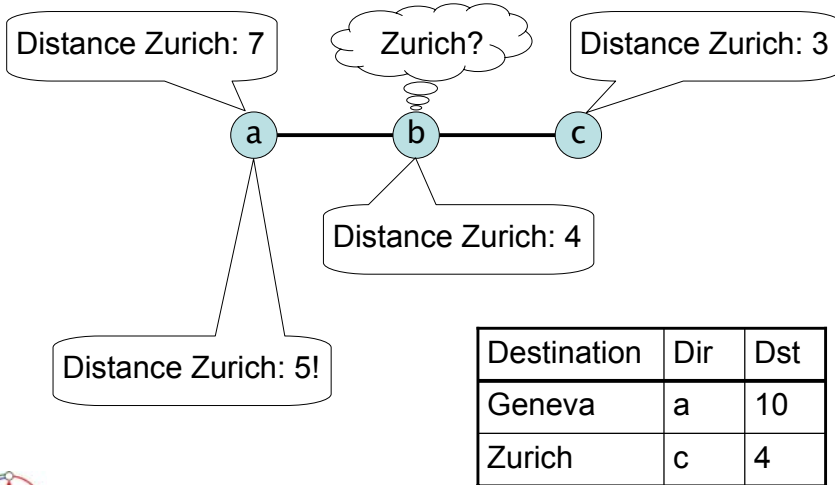 Distance Zurich: 7
Zurich?
Distance Zurich: 3
a
b
c
Distance Zurich: 4
Distance Zurich: 5!
Destination Dir Dst
Geneva a 10
Zurich c 4